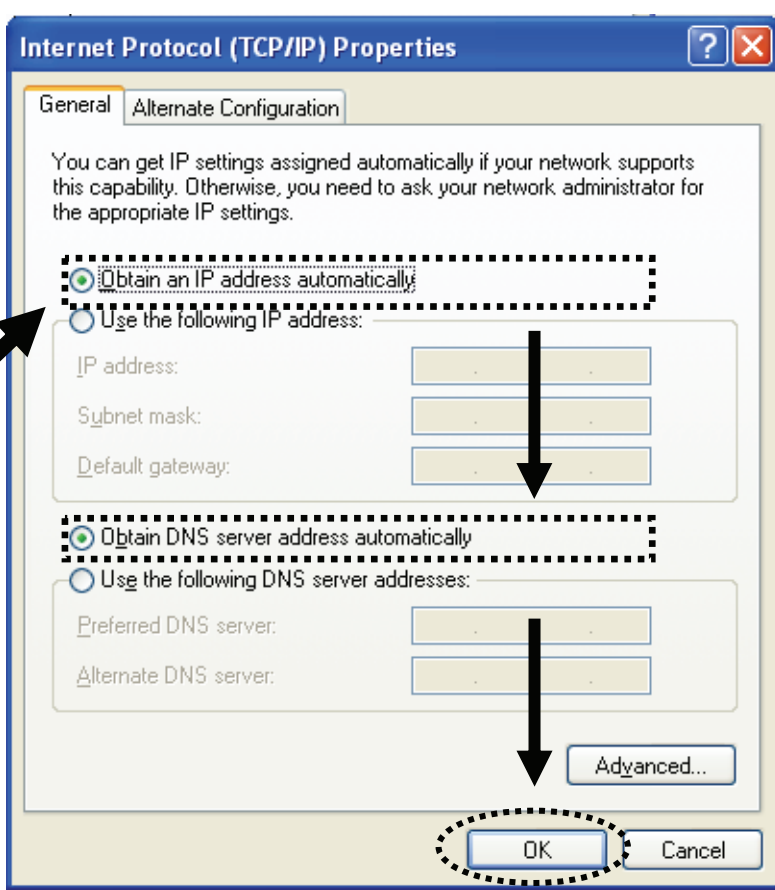 Internet Protocol (TCP/IP) Properties
General
Alternate Configuration
You can get IP settings assigned automatically if your network supports
this capability. Otherwise, you need to ask your network administrator for
the appropriate IP settings.
Obtain an IP address automatically
Use the following IP address:
IP address:
Subnet mask:
Default gateway:
Obtain DNS server address automatically
Use the following DNS server addresses:
Preferred DNS server:
Alternate DNS server:
Advanced...
OK
Cancel